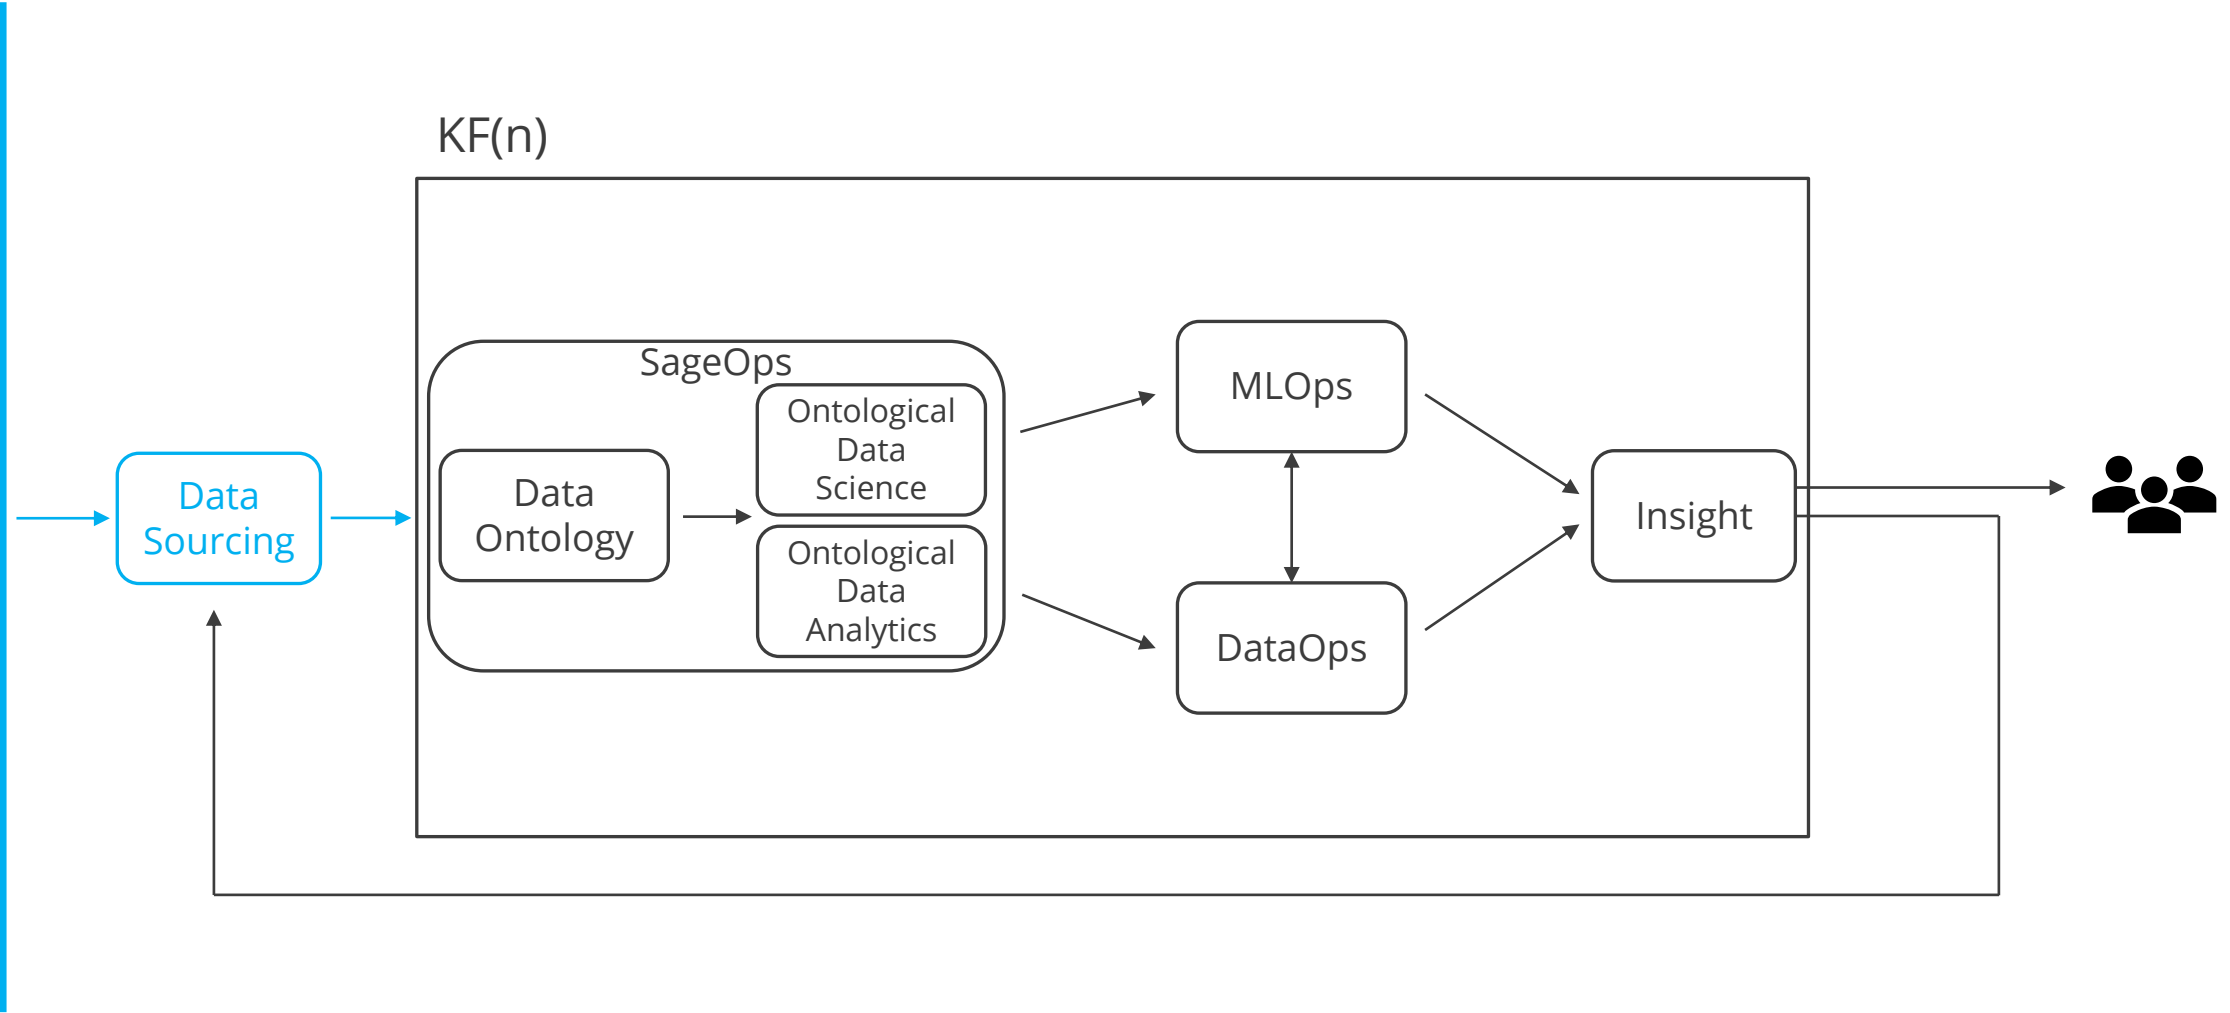 KF(n)
SageOps
Data
Sourcing
Data
Ontology
Ontological
Data
Science
Ontological
Data
Analytics
MLOps
DataOps
Insight